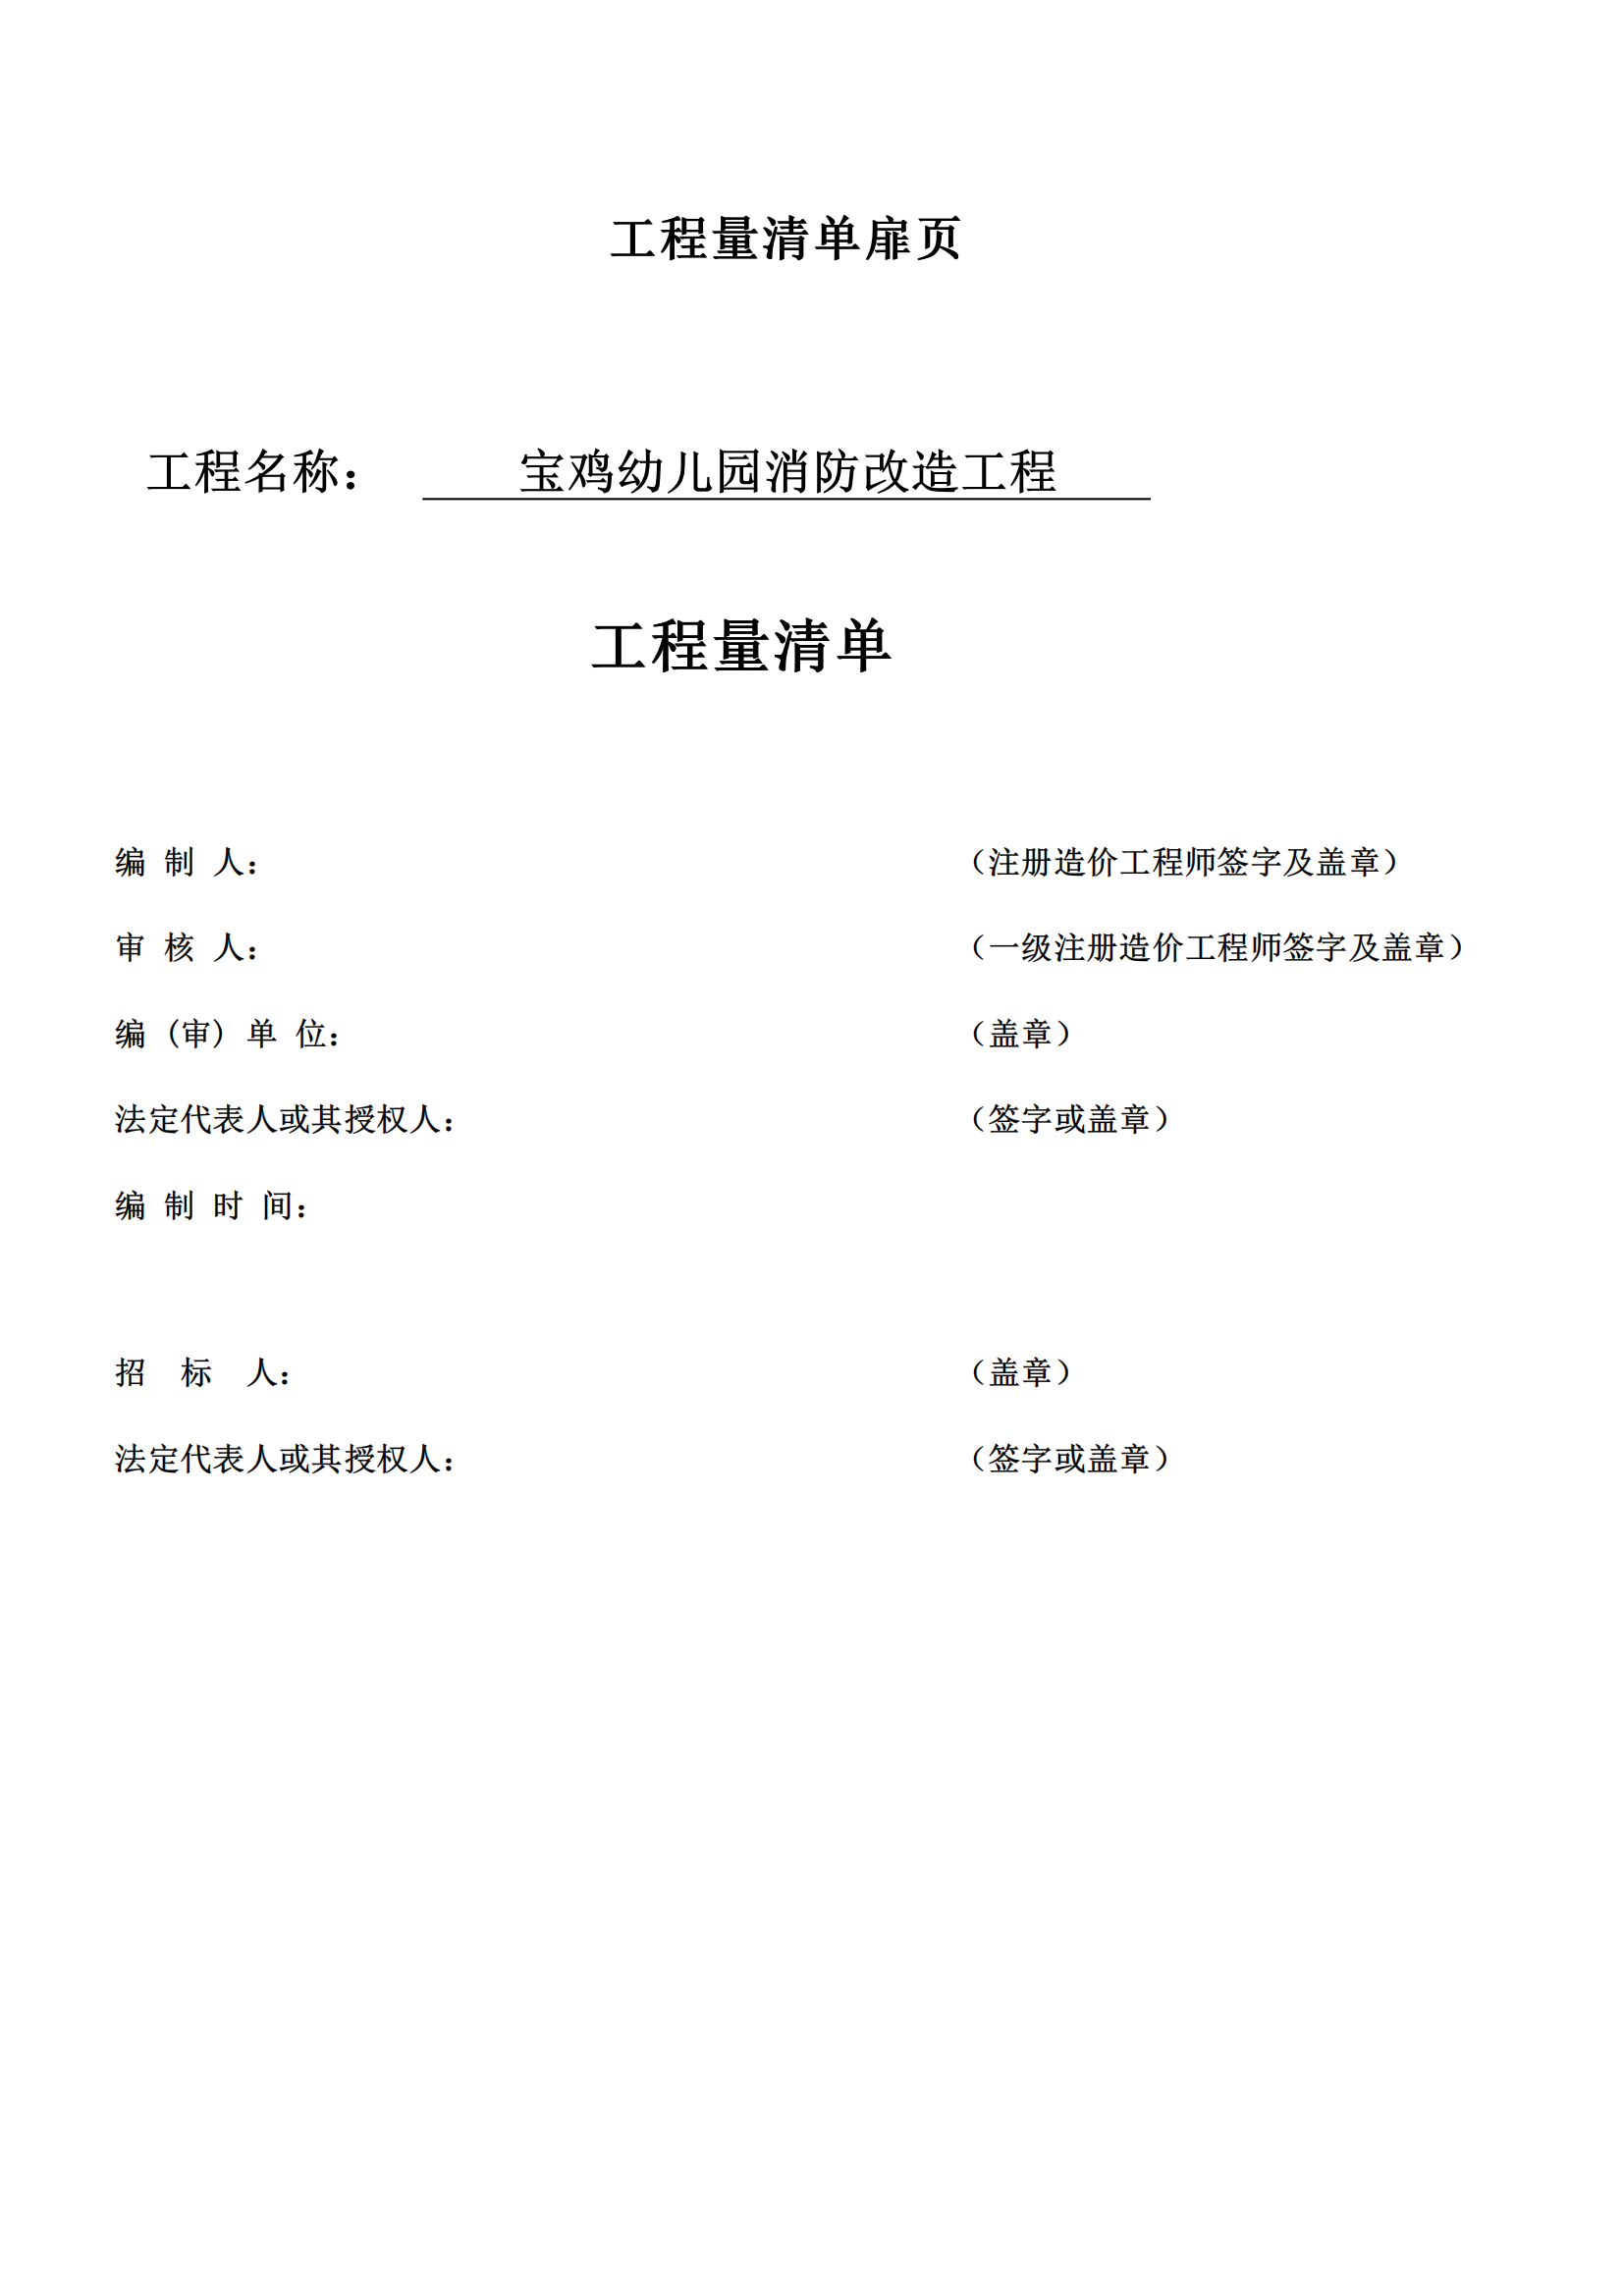 工程量清单扉页
工程名称： 宝鸡幼儿园消防改造工程
工程量清单
编 制 人： （注册造价工程师签字及盖章）
审 核 人： （一级注册造价工程师签字及盖章）
编（审）单 位： （盖章）
法定代表人或其授权人： （签字或盖章）
编 制 时 间：
招 标 人： （盖章）
法定代表人或其授权人： （签字或盖章）